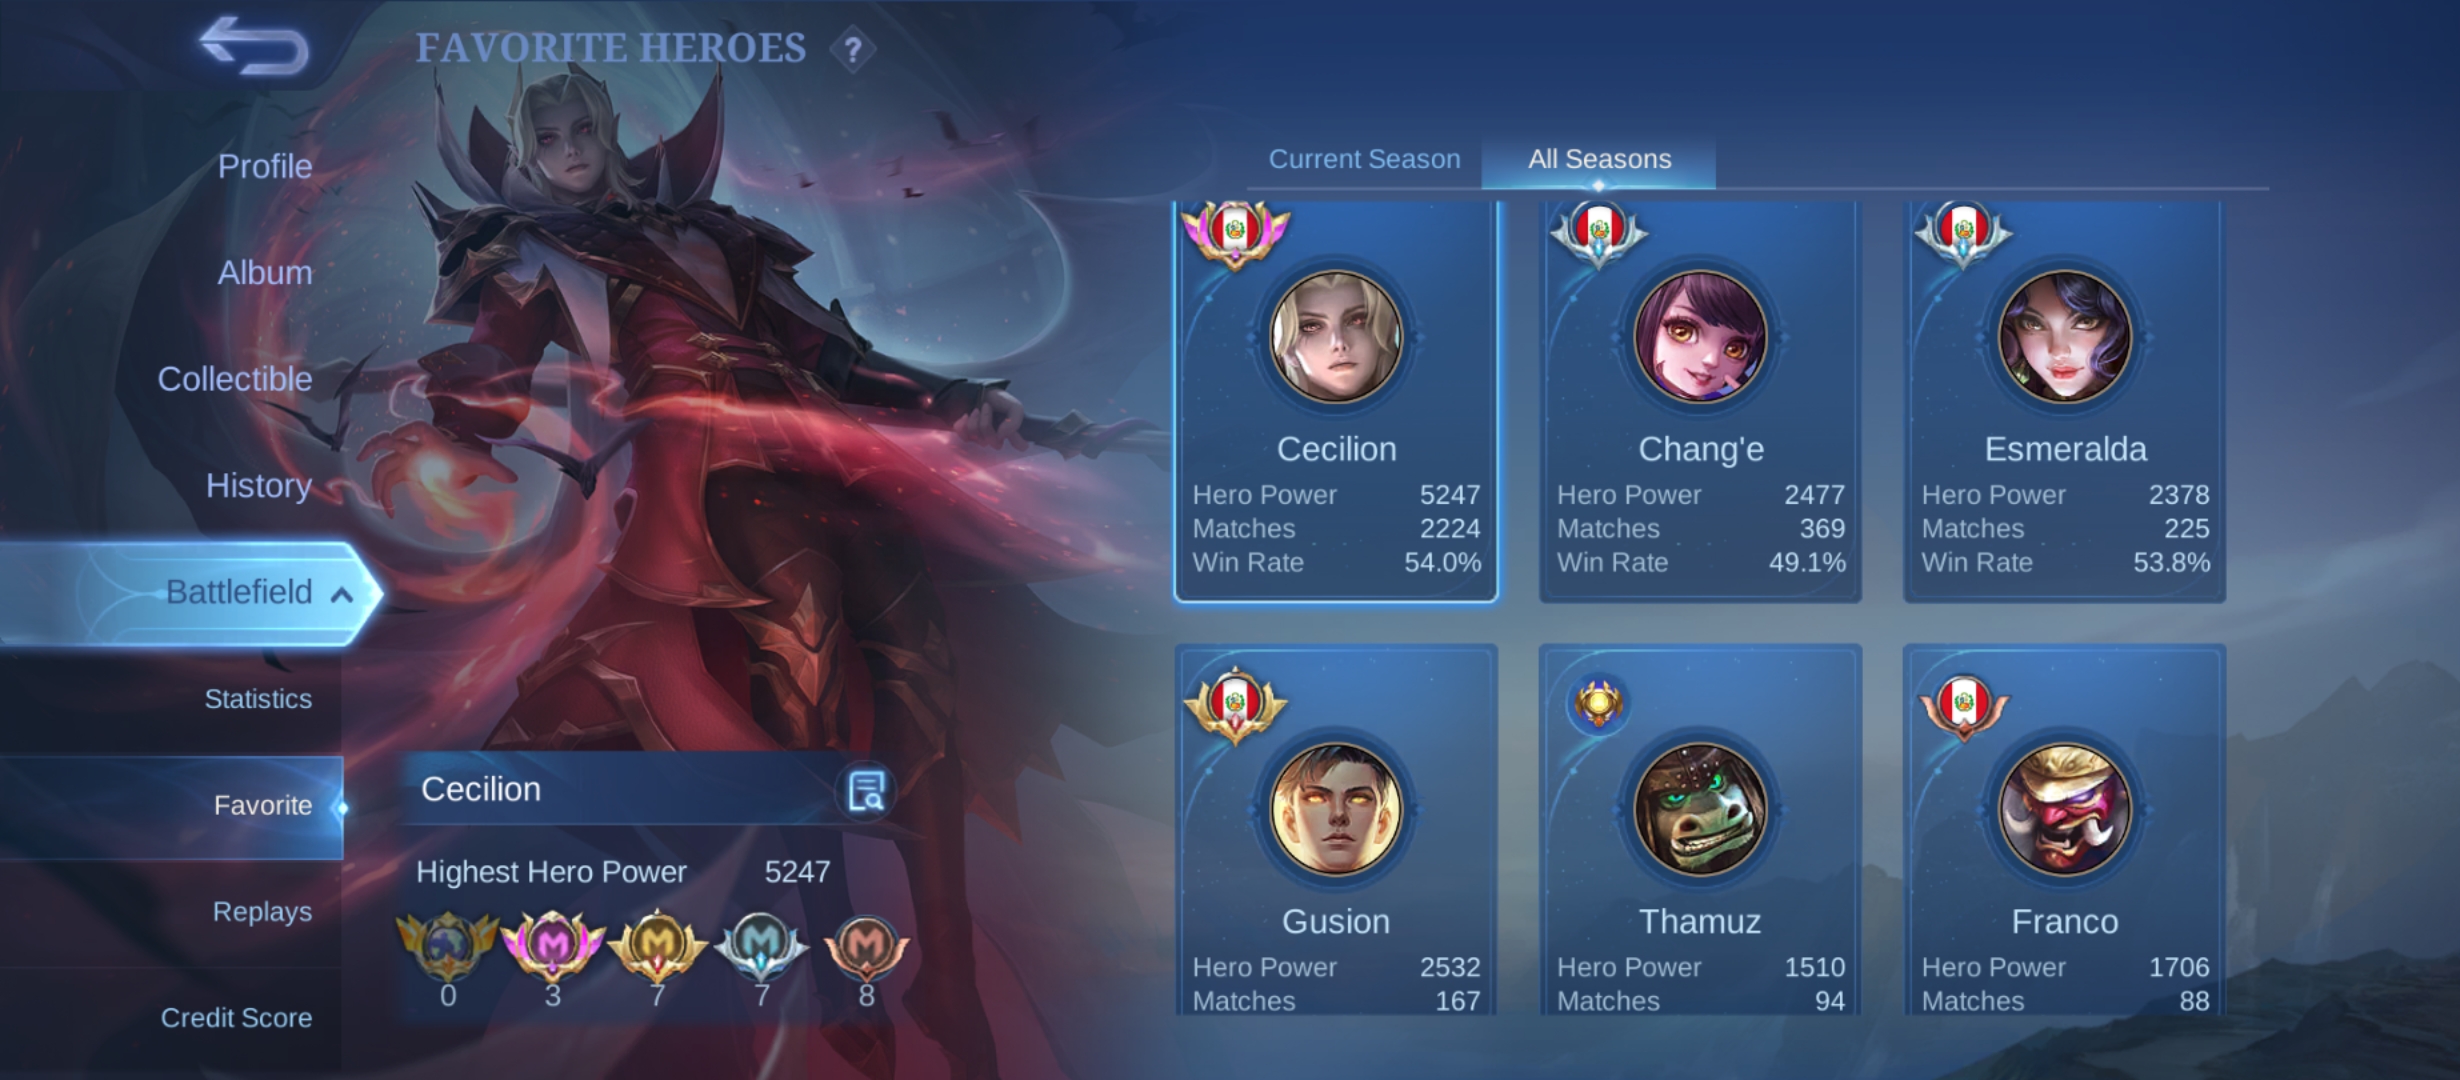 FAVORITE HEROES ?
Profile
Album
Collectible
History
Battlefield
Statistics
Favorite
Replays
Credit Score
Cecilion
Highest Hero Power 5247
M M M M
0 3 7 7 8
Current Season All Seasons
Cecilion
Hero Power 5247
Matches 2224
Win Rate 54.0%
Chang'e
Hero Power 2477
Matches 369
Win Rate 49.1%
Esmeralda
Hero Power 2378
Matches 225
Win Rate 53.8%
Gusion
Hero Power 2532
Matches 167
Thamuz
Hero Power 1510
Matches 94
Franco
Hero Power 1706
Matches 88